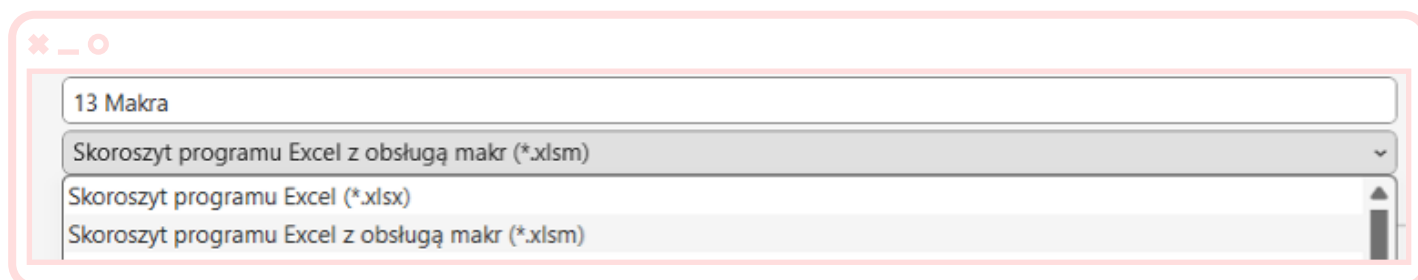 13 Makra
Skoroszyt programu Excel z obsługą makr (*.xlsm)
Skoroszyt programu Excel (*.xlsx)
Skoroszyt programu Excel z obsługą makr (*.xlsm)